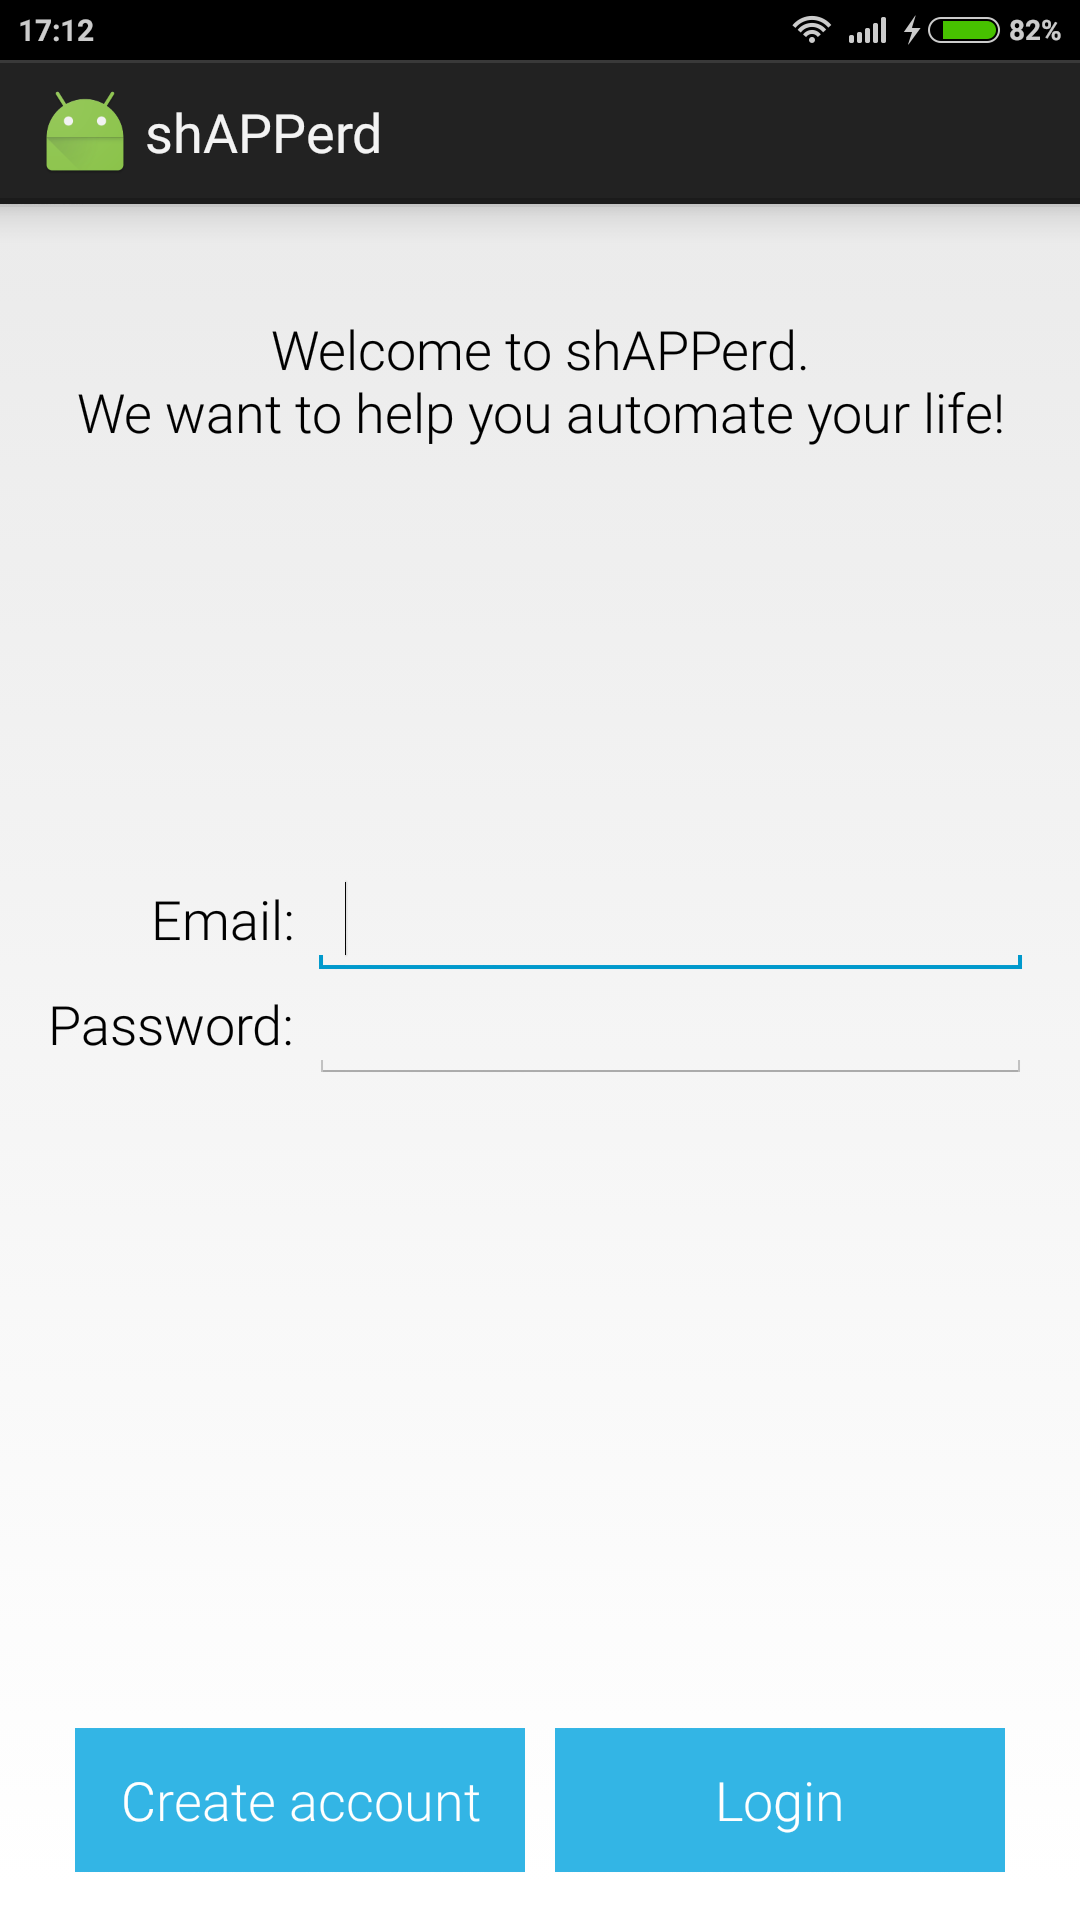 17:12
82%
shAPPerd
Welcome to shAPPerd.
We want to help you automate your life!
Email:
Password:
Create account
Login